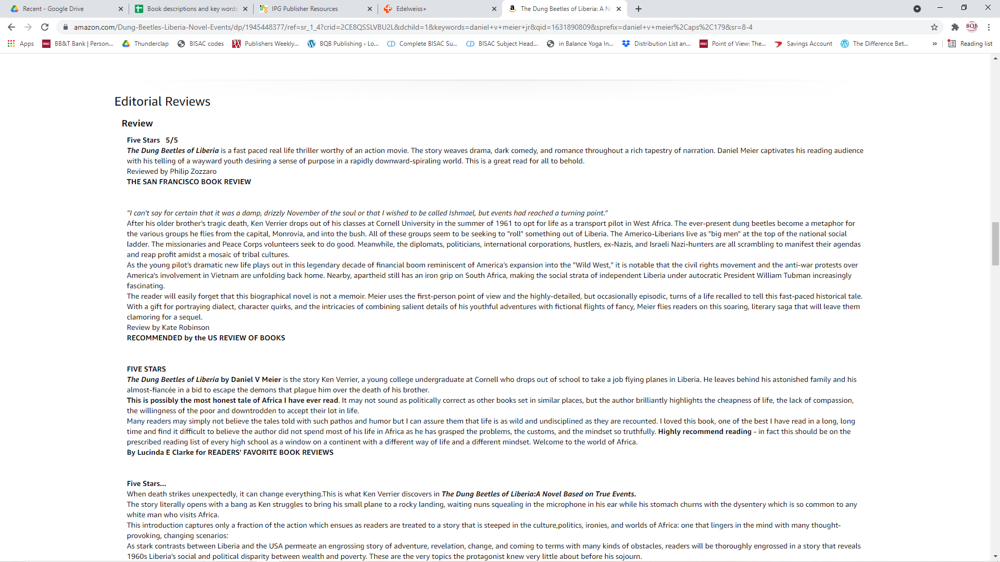 Recent - Google Drive
Book descriptions and key words
IPG Publisher Resources
Edelweiss+
The Dung Beetles of Liberia: A No
amazon.com/Dung-Beetles-Liberia-Novel-Events/dp/1945448377/ref=sr_1_4?crid=2CE8QSSLVBU2L&dchild=1&keywords=daniel+v+meier+jr&qid=1631890809&sprefix=daniel+v+meier%2Caps%2C179&sr=8-4
BQB
Apps
BB&T Bank | Person...
Thunderclap
BISAC codes
Publishers Weekly,...
BQB Publishing › Lo...
Complete BISAC Su...
BISAC Subject Head...
in Balance Yoga In...
Distribution List an...
Point of View: The...
Savings Account
The Difference Bet...
»
Reading list
Editorial Reviews
Review
Five Stars 5/5
The Dung Beetles of Liberia is a fast paced real life thriller worthy of an action movie. The story weaves drama, dark comedy, and romance throughout a rich tapestry of narration. Daniel Meier captivates his reading audience
with his telling of a wayward youth desiring a sense of purpose in a rapidly downward-spiraling world. This is a great read for all to behold.
Reviewed by Philip Zozzaro
THE SAN FRANCISCO BOOK REVIEW
"I can't say for certain that it was a damp, drizzly November of the soul or that I wished to be called Ishmael, but events had reached a turning point."
After his older brother's tragic death, Ken Verrier drops out of his classes at Cornell University in the summer of 1961 to opt for life as a transport pilot in West Africa. The ever-present dung beetles become a metaphor for
the various groups he flies from the capital, Monrovia, and into the bush. All of these groups seem to be seeking to "roll" something out of Liberia. The Americo-Liberians live as "big men" at the top of the national social
ladder. The missionaries and Peace Corps volunteers seek to do good. Meanwhile, the diplomats, politicians, international corporations, hustlers, ex-Nazis, and Israeli Nazi-hunters are all scrambling to manifest their agendas
and reap profit amidst a mosaic of tribal cultures.
As the young pilot's dramatic new life plays out in this legendary decade of financial boom reminiscent of America's expansion into the "Wild West," it is notable that the civil rights movement and the anti-war protests over
America's involvement in Vietnam are unfolding back home. Nearby, apartheid still has an iron grip on South Africa, making the social strata of independent Liberia under autocratic President William Tubman increasingly
fascinating.
The reader will easily forget that this biographical novel is not a memoir. Meier uses the first-person point of view and the highly-detailed, but occasionally episodic, turns of a life recalled to tell this fast-paced historical tale.
With a gift for portraying dialect, character quirks, and the intricacies of combining salient details of his youthful adventures with fictional flights of fancy, Meier flies readers on this soaring, literary saga that will leave them
clamoring for a sequel.
Review by Kate Robinson
RECOMMENDED by the US REVIEW OF BOOKS
FIVE STARS
The Dung Beetles of Liberia by Daniel V Meier is the story Ken Verrier, a young college undergraduate at Cornell who drops out of school to take a job flying planes in Liberia. He leaves behind his astonished family and his
almost-fiancée in a bid to escape the demons that plague him over the death of his brother.
This is possibly the most honest tale of Africa I have ever read. It may not sound as politically correct as other books set in similar places, but the author brilliantly highlights the cheapness of life, the lack of compassion,
the willingness of the poor and downtrodden to accept their lot in life.
Many readers may simply not believe the tales told with such pathos and humor but I can assure them that life is as wild and undisciplined as they are recounted. I loved this book, one of the best I have read in a long, long
time and find it difficult to believe the author did not spend most of his life in Africa as he has grasped the problems, the customs, and the mindset so truthfully. Highly recommend reading - in fact this should be on the
prescribed reading list of every high school as a window on a continent with a different way of life and a different mindset. Welcome to the world of Africa.
By Lucinda E Clarke for READERS' FAVORITE BOOK REVIEWS
Five Stars...
When death strikes unexpectedly, it can change everything.This is what Ken Verrier discovers in The Dung Beetles of Liberia:A Novel Based on True Events.
The story literally opens with a bang as Ken struggles to bring his small plane to a rocky landing, waiting nuns squealing in the microphone in his ear while his stomach churns with the dysentery which is so common to any
white man who visits Africa.
This introduction captures only a fraction of the action which ensues as readers are treated to a story that is steeped in the culture,politics, ironies, and worlds of Africa: one that lingers in the mind with many thought-
provoking, changing scenarios:
As stark contrasts between Liberia and the USA permeate an engrossing story of adventure, revelation, change, and coming to terms with many kinds of obstacles, readers will be thoroughly engrossed in a story that reveals
1960s Liberia's social and political disparity between wealth and poverty. These are the very topics the protagonist knew very little about before his sojourn.